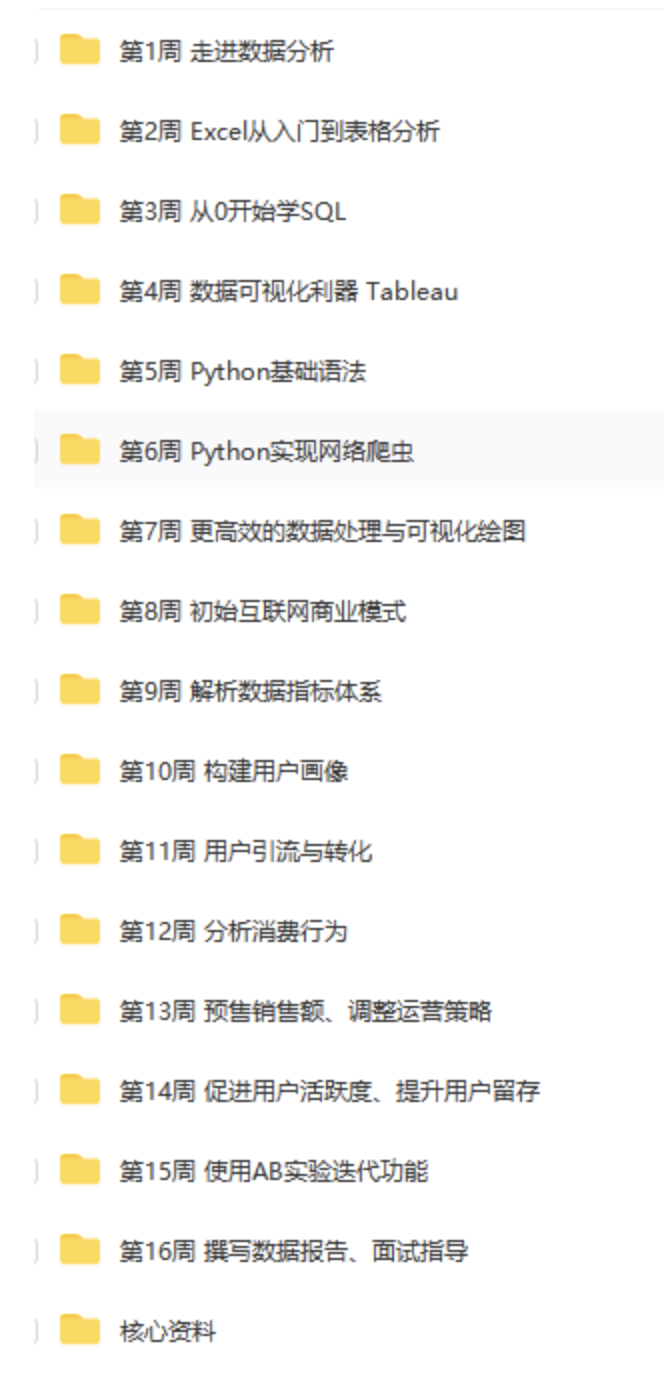 第1周 走进数据分析
第2周 Excel从入门到表格分析
第3周 从0开始学SQL
第4周 数据可视化利器 Tableau
第5周 Python基础语法
第6周 Python实现网络爬虫
第7周 更高效的数据处理与可视化绘图
第8周 初始互联网商业模式
第9周 解析数据指标体系
第10周 构建用户画像
第11周 用户引流与转化
第12周 分析消费行为
第13周 预售销售额、调整运营策略
第14周 促进用户活跃度、提升用户留存
第15周 使用AB实验迭代功能
第16周 撰写数据报告、面试指导
核心资料